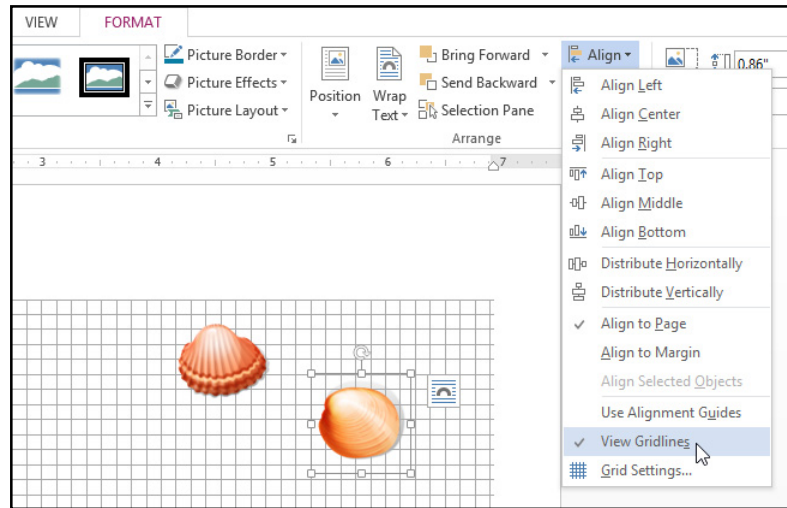 VIEW FORMAT
Picture Border
Picture Effects
Picture Layout
Position
Wrap Text
Bring Forward
Send Backward
Selection Pane
Align
0.86"
Arrange
3 4 5 6 7
Align Left
Align Center
Align Right
Align Top
Align Middle
Align Bottom
Distribute Horizontally
Distribute Vertically
Align to Page
Align to Margin
Align Selected Objects
Use Alignment Guides
View Gridlines
Grid Settings...